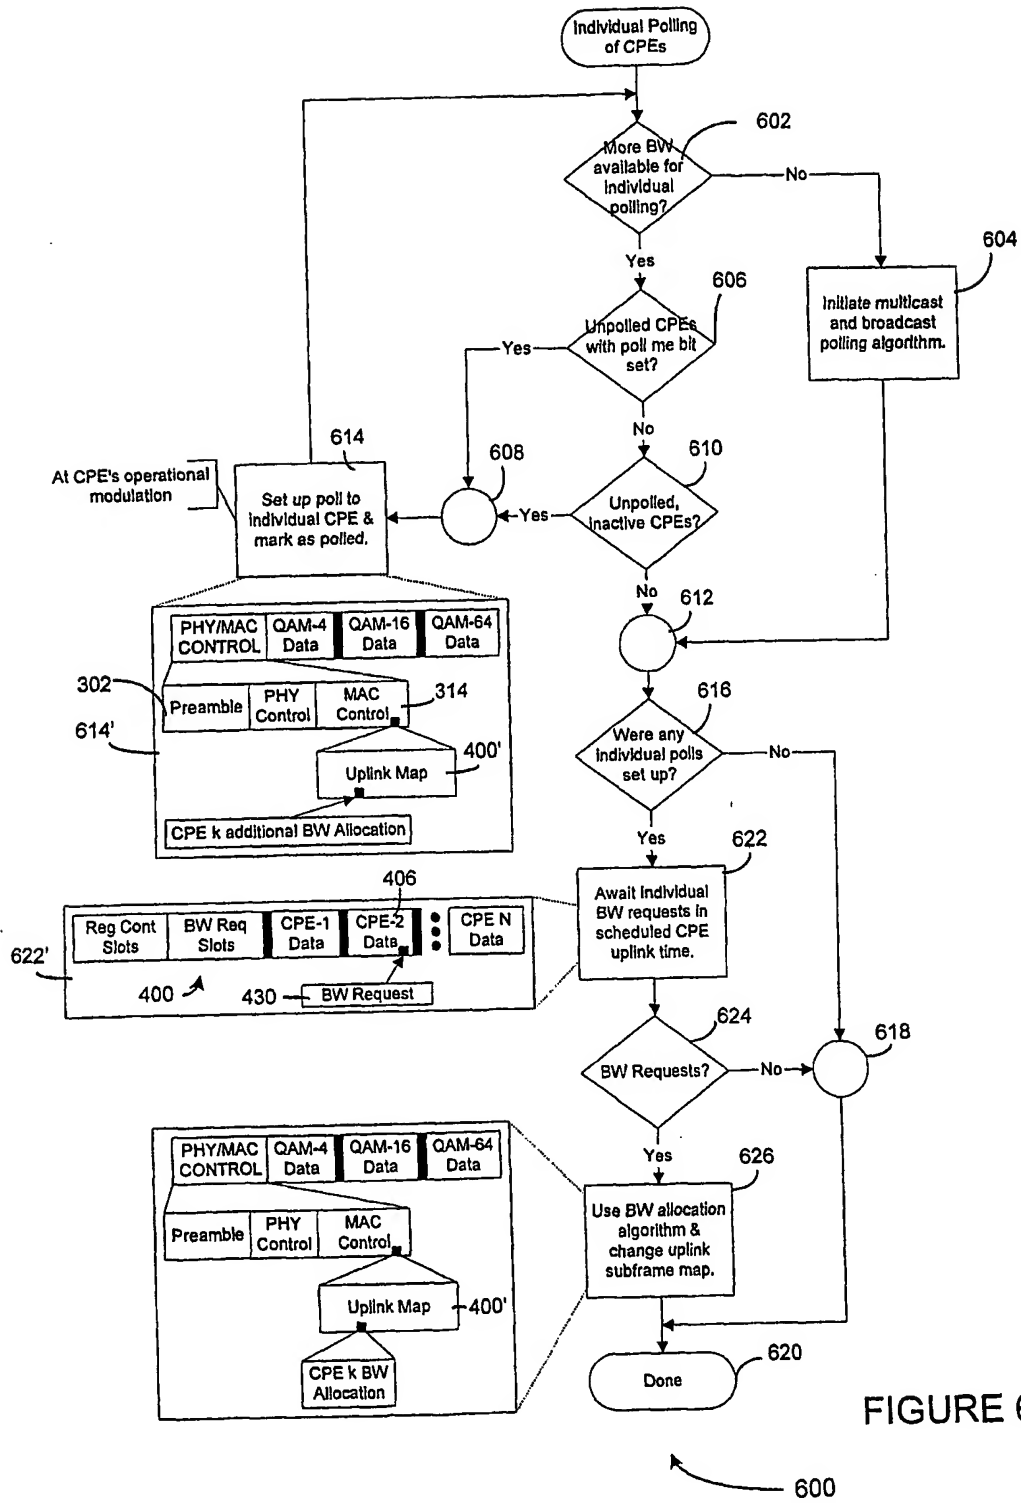 Individual Polling
of CPEs
602
More BW
available for
individual
polling?
No
Yes
604
Initiate multicast
and broadcast
polling algorithm.
606
Unpolled CPEs
with poll me bit
set?
Yes
No
614
608
610
At CPE's operational
modulation
Set up poll to
individual CPE &
mark as polled.
Unpolled,
inactive CPEs?
Yes
No
612
PHY/MAC
CONTROL
QAM-4
Data
QAM-16
Data
QAM-64
Data
302
Preamble
PHY
Control
MAC
Control
314
614'
Uplink Map
400'
CPE k additional BW Allocation
616
Were any
individual polls
set up?
No
Yes
622
Await individual
BW requests in
scheduled CPE
uplink time.
406
Reg Cont
Slots
BW Req
Slots
CPE-1
Data
CPE-2
Data
CPE N
Data
622'
400
430
BW Request
624
BW Requests?
No
618
Yes
626
Use BW allocation
algorithm &
change uplink
subframe map.
PHY/MAC
CONTROL
QAM-4
Data
QAM-16
Data
QAM-64
Data
Preamble
PHY
Control
MAC
Control
Uplink Map
400'
CPE k BW
Allocation
Done
620
FIGURE 6
600